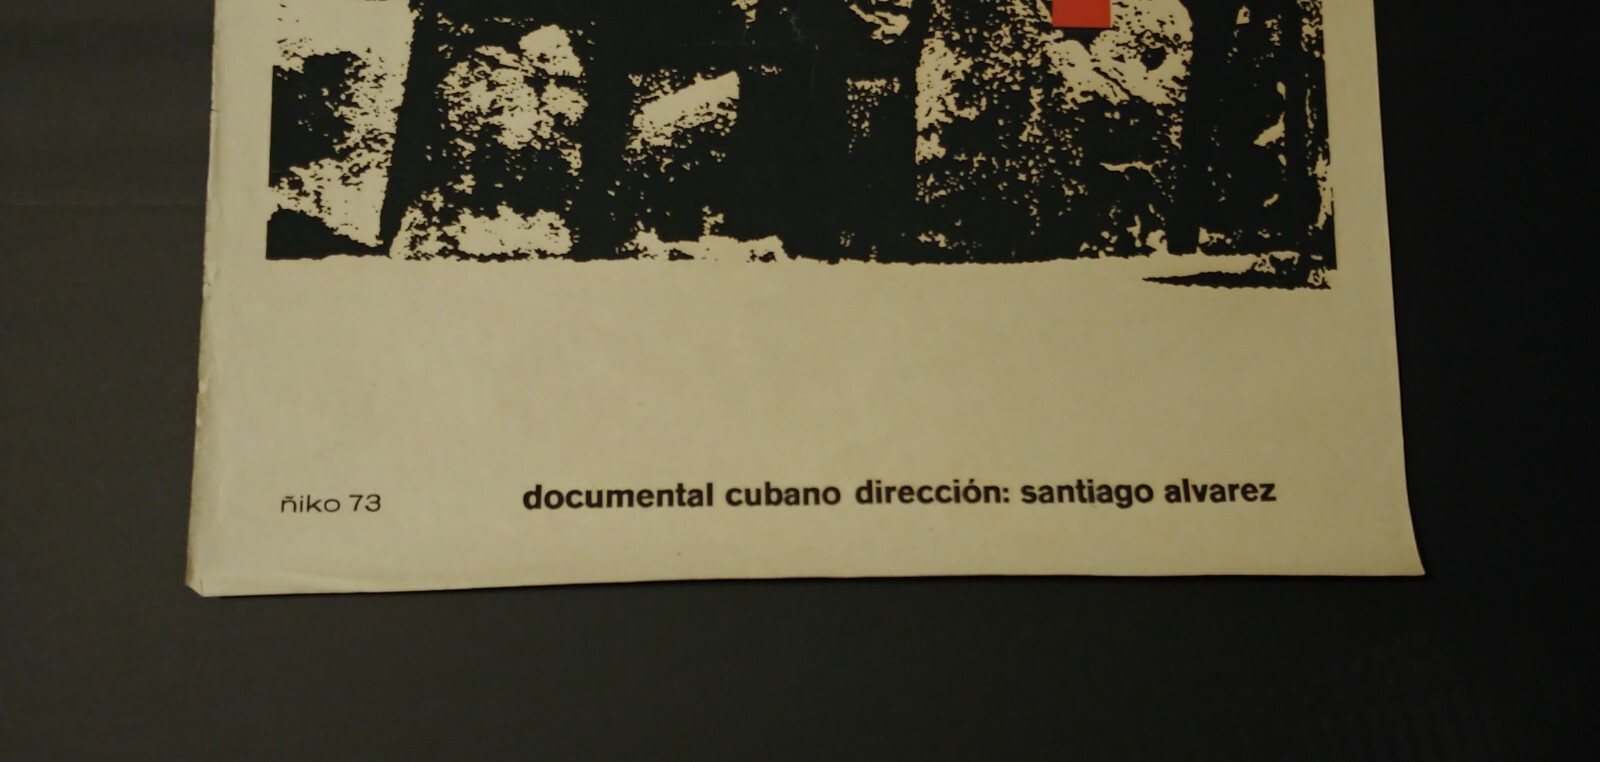 ñiko 73
documental cubano dirección: santiago alvarez